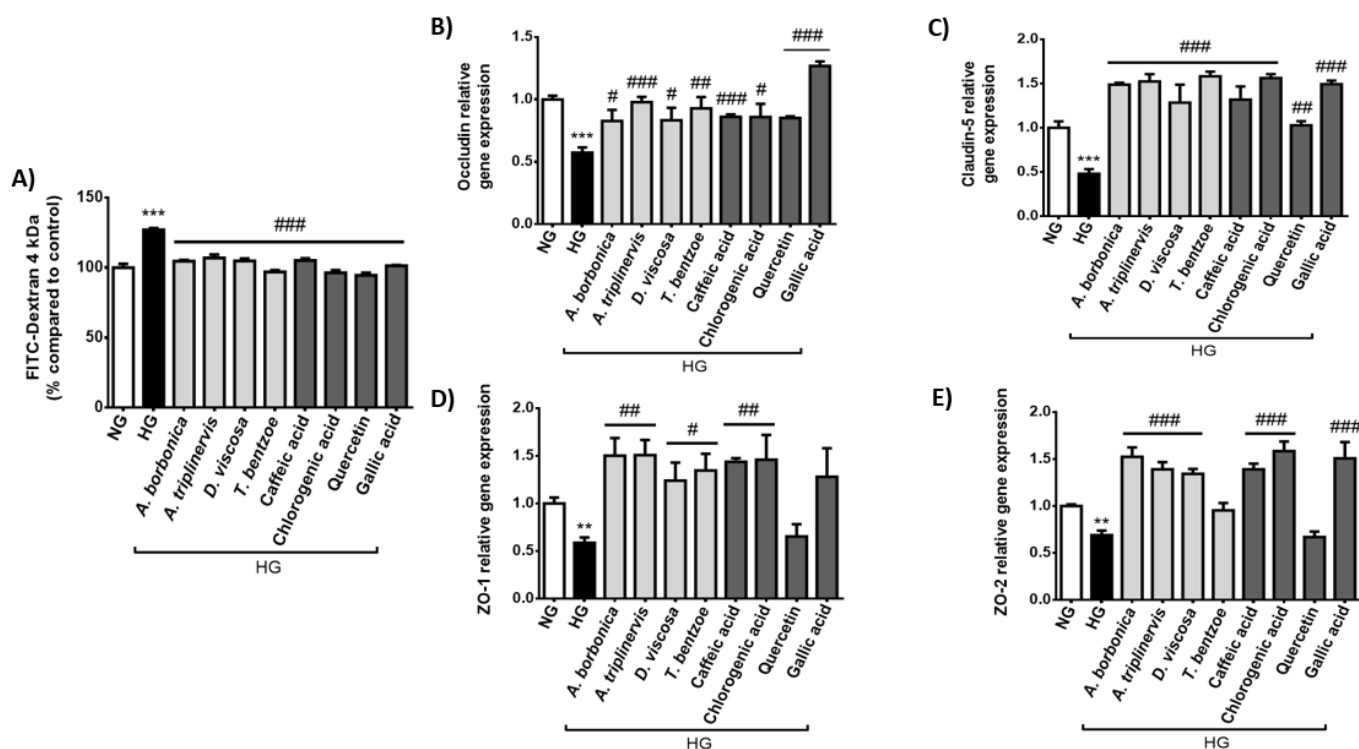 A)
FITC-Dextran 4 kDa
(% compared to control)
150
100
50
0
***
###
NG
HG
A. borbonica
A. triplinervis
D. viscosa
T. bentzoe
Caffeic acid
Chlorogenic acid
Quercetin
Gallic acid
HG
B)
Occludin relative
gene expression
1.5
1.0
0.5
0.0
***
#
###
#
##
###
#
###
NG
HG
A. borbonica
A. triplinervis
D. viscosa
T. bentzoe
Caffeic acid
Chlorogenic acid
Quercetin
Gallic acid
HG
C)
Claudin-5 relative
gene expression
2.0
1.5
1.0
0.5
0.0
***
###
##
###
NG
HG
A. borbonica
A. triplinervis
D. viscosa
T. bentzoe
Caffeic acid
Chlorogenic acid
Quercetin
Gallic acid
HG
D)
ZO-1 relative gene expression
2.0
1.5
1.0
0.5
0.0
**
##
#
##
NG
HG
A. borbonica
A. triplinervis
D. viscosa
T. bentzoe
Caffeic acid
Chlorogenic acid
Quercetin
Gallic acid
HG
E)
ZO-2 relative gene expression
2.0
1.5
1.0
0.5
0.0
**
###
###
###
NG
HG
A. borbonica
A. triplinervis
D. viscosa
T. bentzoe
Caffeic acid
Chlorogenic acid
Quercetin
Gallic acid
HG